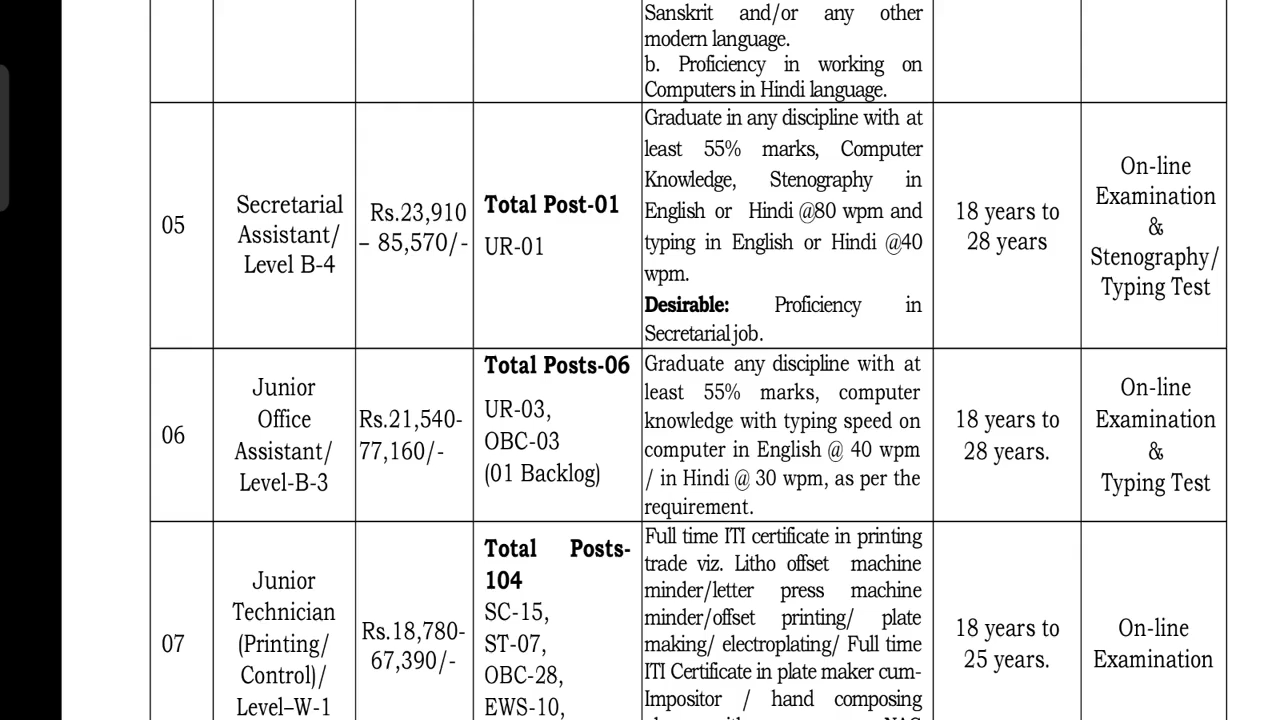 Sanskrit and/or any other
modern language.
b. Proficiency in working on
Computers in Hindi language.
05
Secretarial
Assistant/
Level B-4
Rs.23,910
– 85,570/-
Total Post-01
UR-01
Graduate in any discipline with at
least 55% marks, Computer
Knowledge, Stenography in
English or Hindi @80 wpm and
typing in English or Hindi @40
wpm.
Desirable: Proficiency in
Secretarial job.
18 years to
28 years
On-line
Examination
&
Stenography/
Typing Test
06
Junior
Office
Assistant/
Level-B-3
Rs.21,540-
77,160/-
Total Posts-06
UR-03,
OBC-03
(01 Backlog)
Graduate any discipline with at
least 55% marks, computer
knowledge with typing speed on
computer in English @ 40 wpm
/ in Hindi @ 30 wpm, as per the
requirement.
18 years to
28 years.
On-line
Examination
&
Typing Test
07
Junior
Technician
(Printing/
Control)/
Level–W-1
Rs.18,780-
67,390/-
Total Posts-
104
SC-15,
ST-07,
OBC-28,
EWS-10,
Full time ITI certificate in printing
trade viz. Litho offset machine
minder/letter press machine
minder/offset printing/ plate
making/ electroplating/ Full time
ITI Certificate in plate maker cum-
Impositor / hand composing
18 years to
25 years.
On-line
Examination